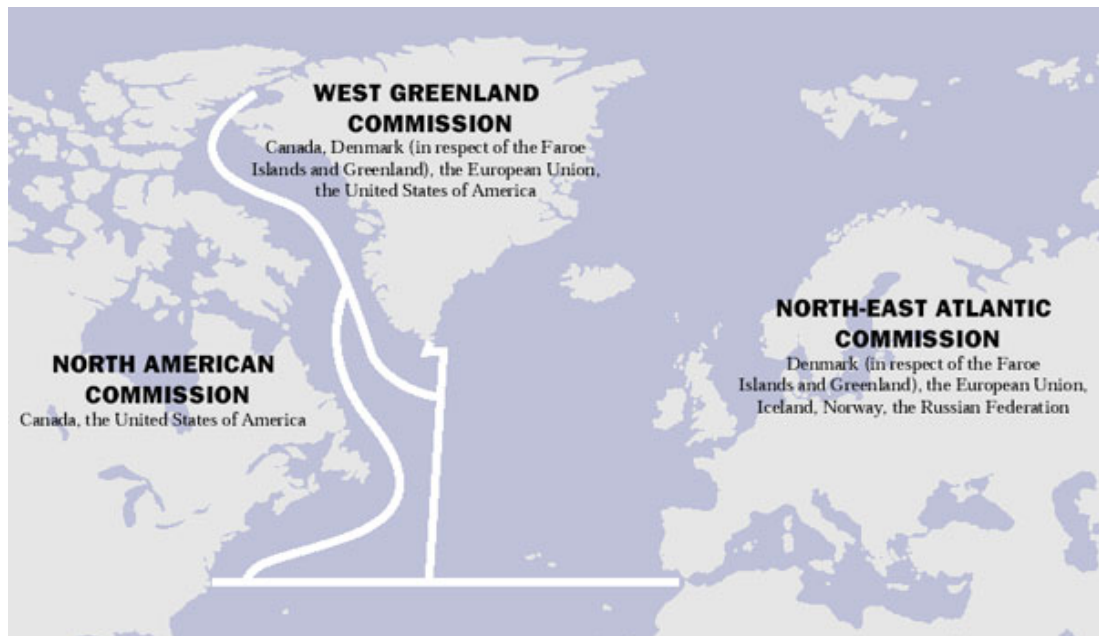 WEST GREENLAND
COMMISSION
Canada, Denmark (in respect of the Faroe
Islands and Greenland), the European Union,
the United States of America
NORTH-EAST ATLANTIC
COMMISSION
Denmark (in respect of the Faroe
Islands and Greenland), the European Union,
Iceland, Norway, the Russian Federation
NORTH AMERICAN
COMMISSION
Canada, the United States of America